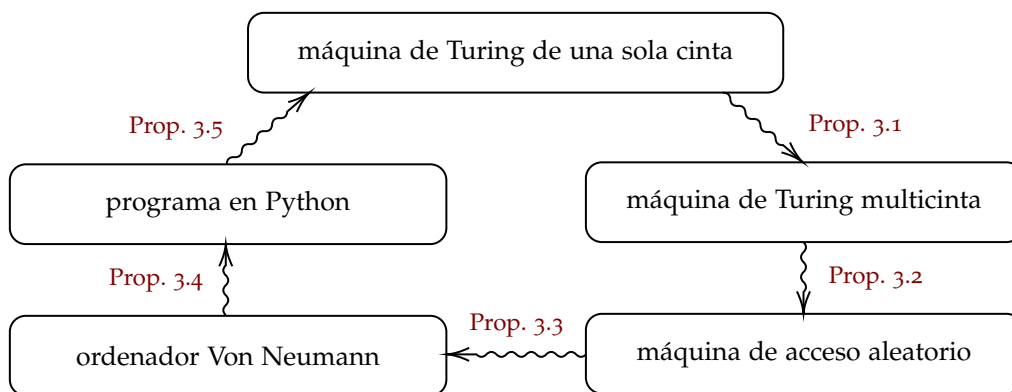 máquina de Turing de una sola cinta
Prop. 3.5
Prop. 3.1
programa en Python
máquina de Turing multicinta
Prop. 3.4
Prop. 3.2
Prop. 3.3
ordenador Von Neumann
máquina de acceso aleatorio